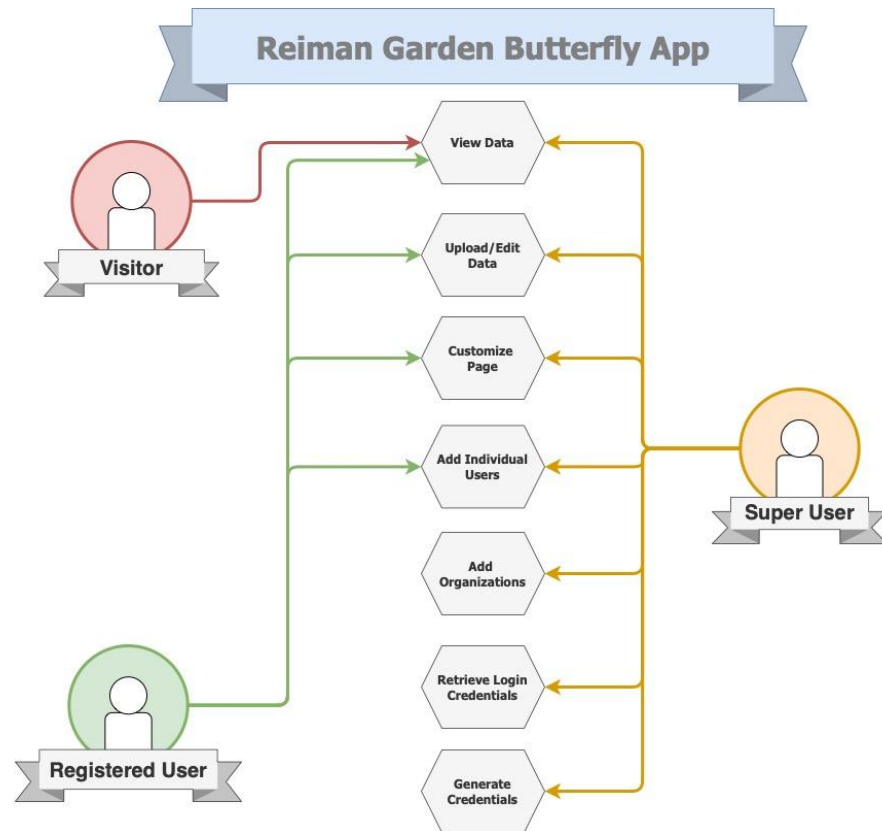 Reiman Garden Butterfly App
View Data
Visitor
Upload/Edit
Data
Customize
Page
Add Individual
Users
Super User
Add
Organizations
Retrieve Login
Credentials
Registered User
Generate
Credentials